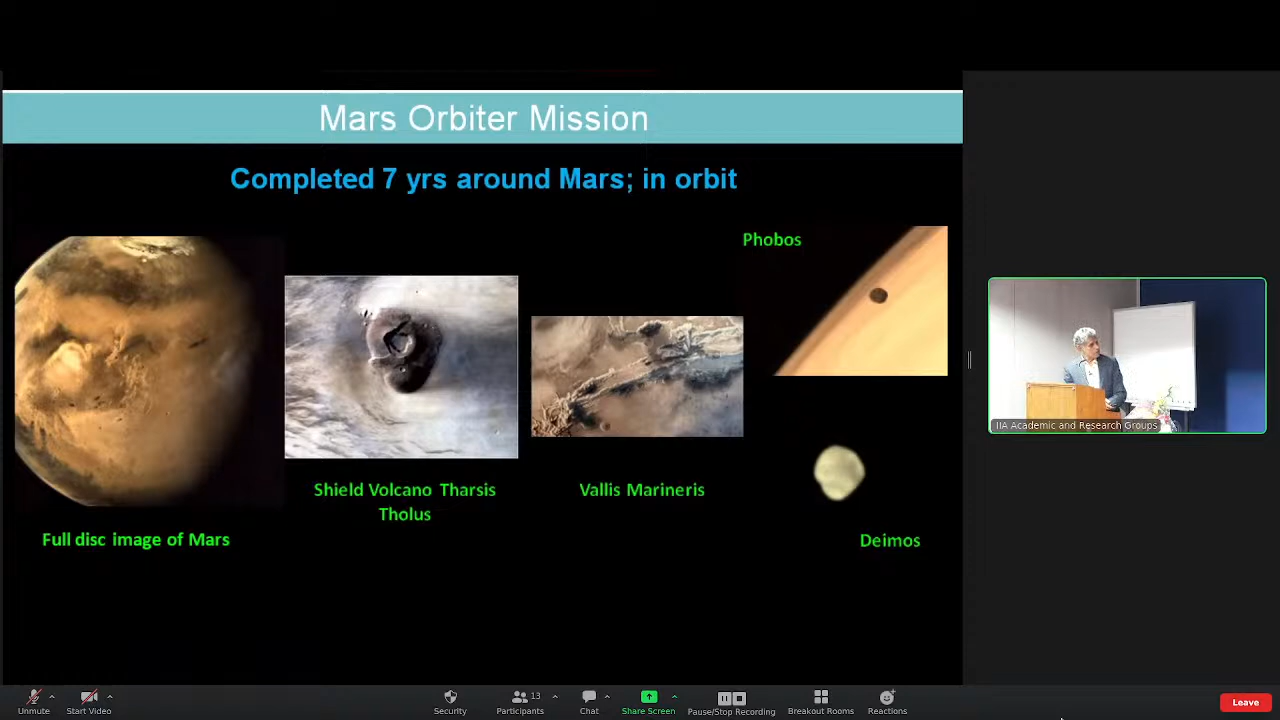 Mars Orbiter Mission
Completed 7 yrs around Mars; in orbit
Phobos
Shield Volcano Tharsis
Tholus
Vallis Marineris
Full disc image of Mars
Deimos
IIA Academic and Research Groups
Unmute
Start Video
Security
13
Participants
Chat
Share Screen
Pause/Stop Recording
Breakout Rooms
Reactions
Leave